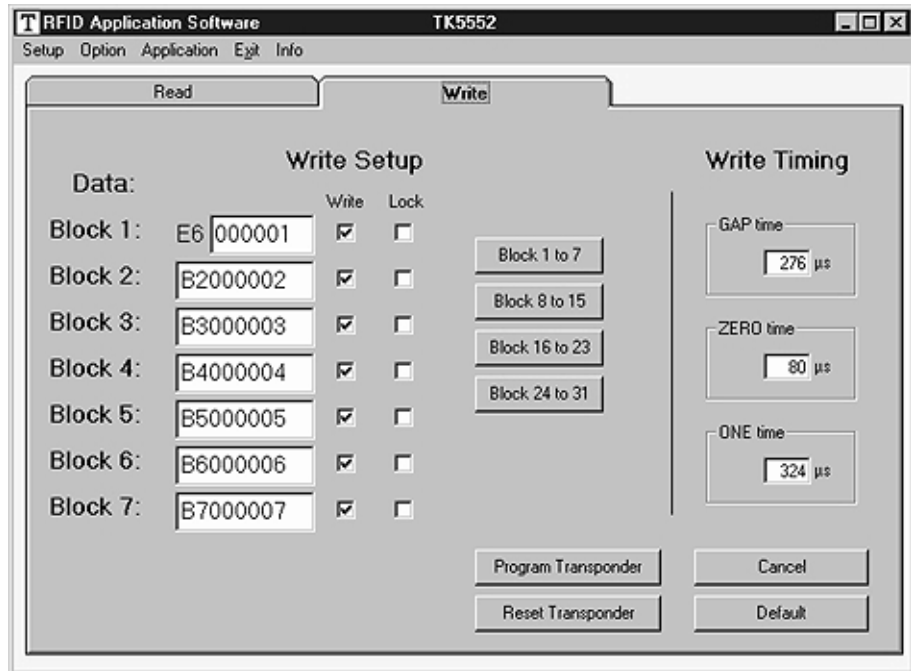 T RFID Application Software TK5552
Setup Option Application Exit Info
Read Write
Write Setup
Write Timing
Data:
Write Lock
Block 1: E6 000001
Block 2: B2000002
Block 3: B3000003
Block 4: B4000004
Block 5: B5000005
Block 6: B6000006
Block 7: B7000007
Block 1 to 7
Block 8 to 15
Block 16 to 23
Block 24 to 31
GAP time
276 µs
ZERO time
80 µs
ONE time
324 µs
Program Transponder Cancel
Reset Transponder Default